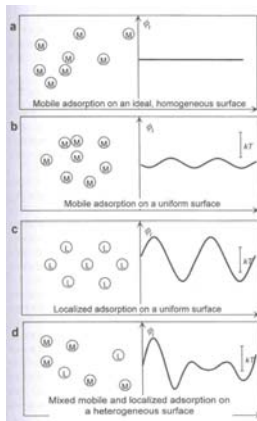 a
M M M M M M M M
φᵢ
Mobile adsorption on an ideal, homogeneous surface
b
M M M M M M M M
φᵢ
kT
Mobile adsorption on a uniform surface
c
L L L L L L L
φᵢ
kT
Localized adsorption on a uniform surface
d
M M M L M L M M
φᵢ
kT
Mixed mobile and localized adsorption on
a heterogeneous surface